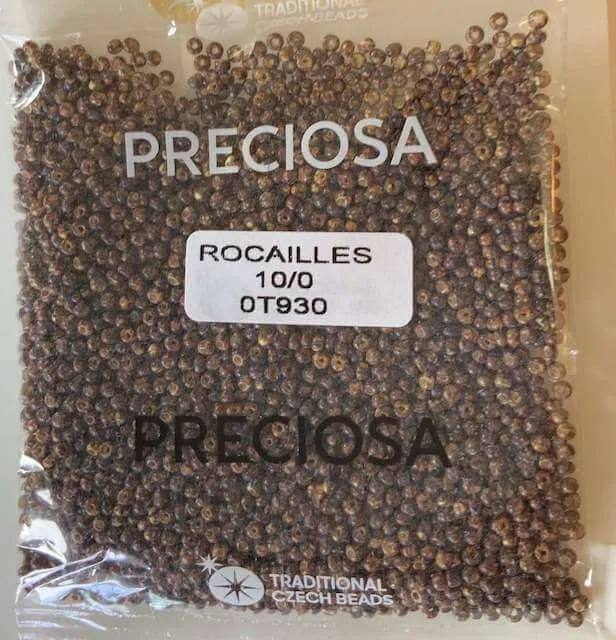 TRADITIONAL
CZECH BEADS
PRECIOSA
ROCAILLES
10/0
0T930
PRECIOSA
TRADITIONAL
CZECH BEADS